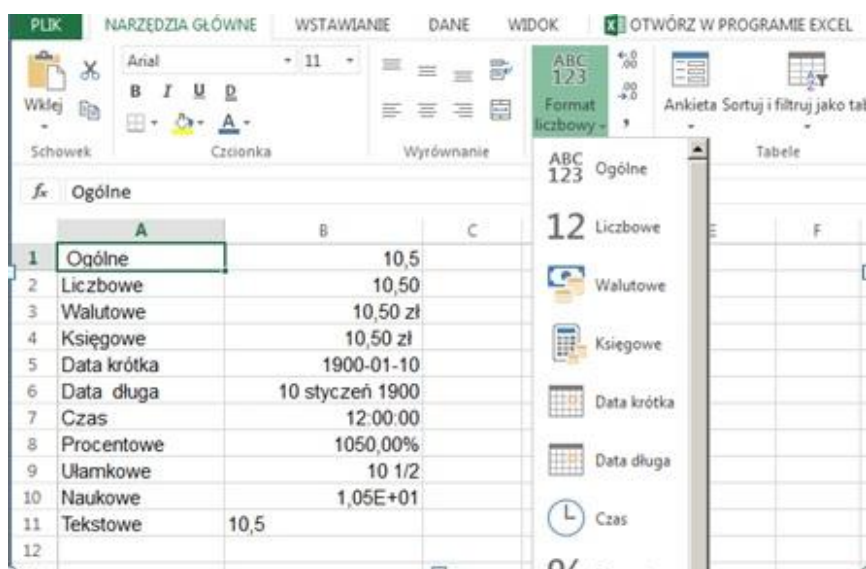 PLIK NARZĘDZIA GŁÓWNE WSTAWIANIE DANE WIDOK OTWÓRZ W PROGRAMIE EXCEL
Wklej
Arial 11
B I U D
A
ABC 123 Format liczbowy
Ankieta Sortuj i filtruj jako tab
Schowek Czcionka Wyrównanie Tabele
fx Ogólne
A B C E F
1 Ogólne 10,5
2 Liczbowe 10,50
3 Walutowe 10,50 zł
4 Księgowe 10,50 zł
5 Data krótka 1900-01-10
6 Data długa 10 styczeń 1900
7 Czas 12:00:00
8 Procentowe 1050,00%
9 Ułamkowe 10 1/2
10 Naukowe 1,05E+01
11 Tekstowe 10,5
12
ABC 123 Ogólne
12 Liczbowe
Walutowe
Księgowe
Data krótka
Data długa
Czas